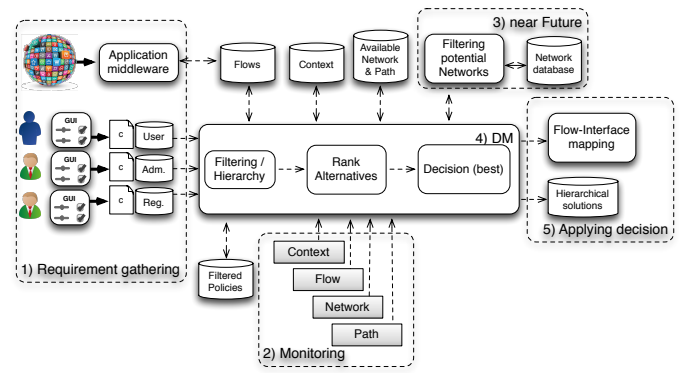 3) near Future
Application
middleware
Flows
Context
Available
Network
& Path
Filtering
potential
Networks
Network
database
GUI
c
User
GUI
c
Adm.
GUI
c
Reg.
4) DM
Filtering /
Hierarchy
Rank
Alternatives
Decision (best)
Flow-Interface
mapping
Hierarchical
solutions
5) Applying decision
1) Requirement gathering
Filtered
Policies
Context
Flow
Network
Path
2) Monitoring